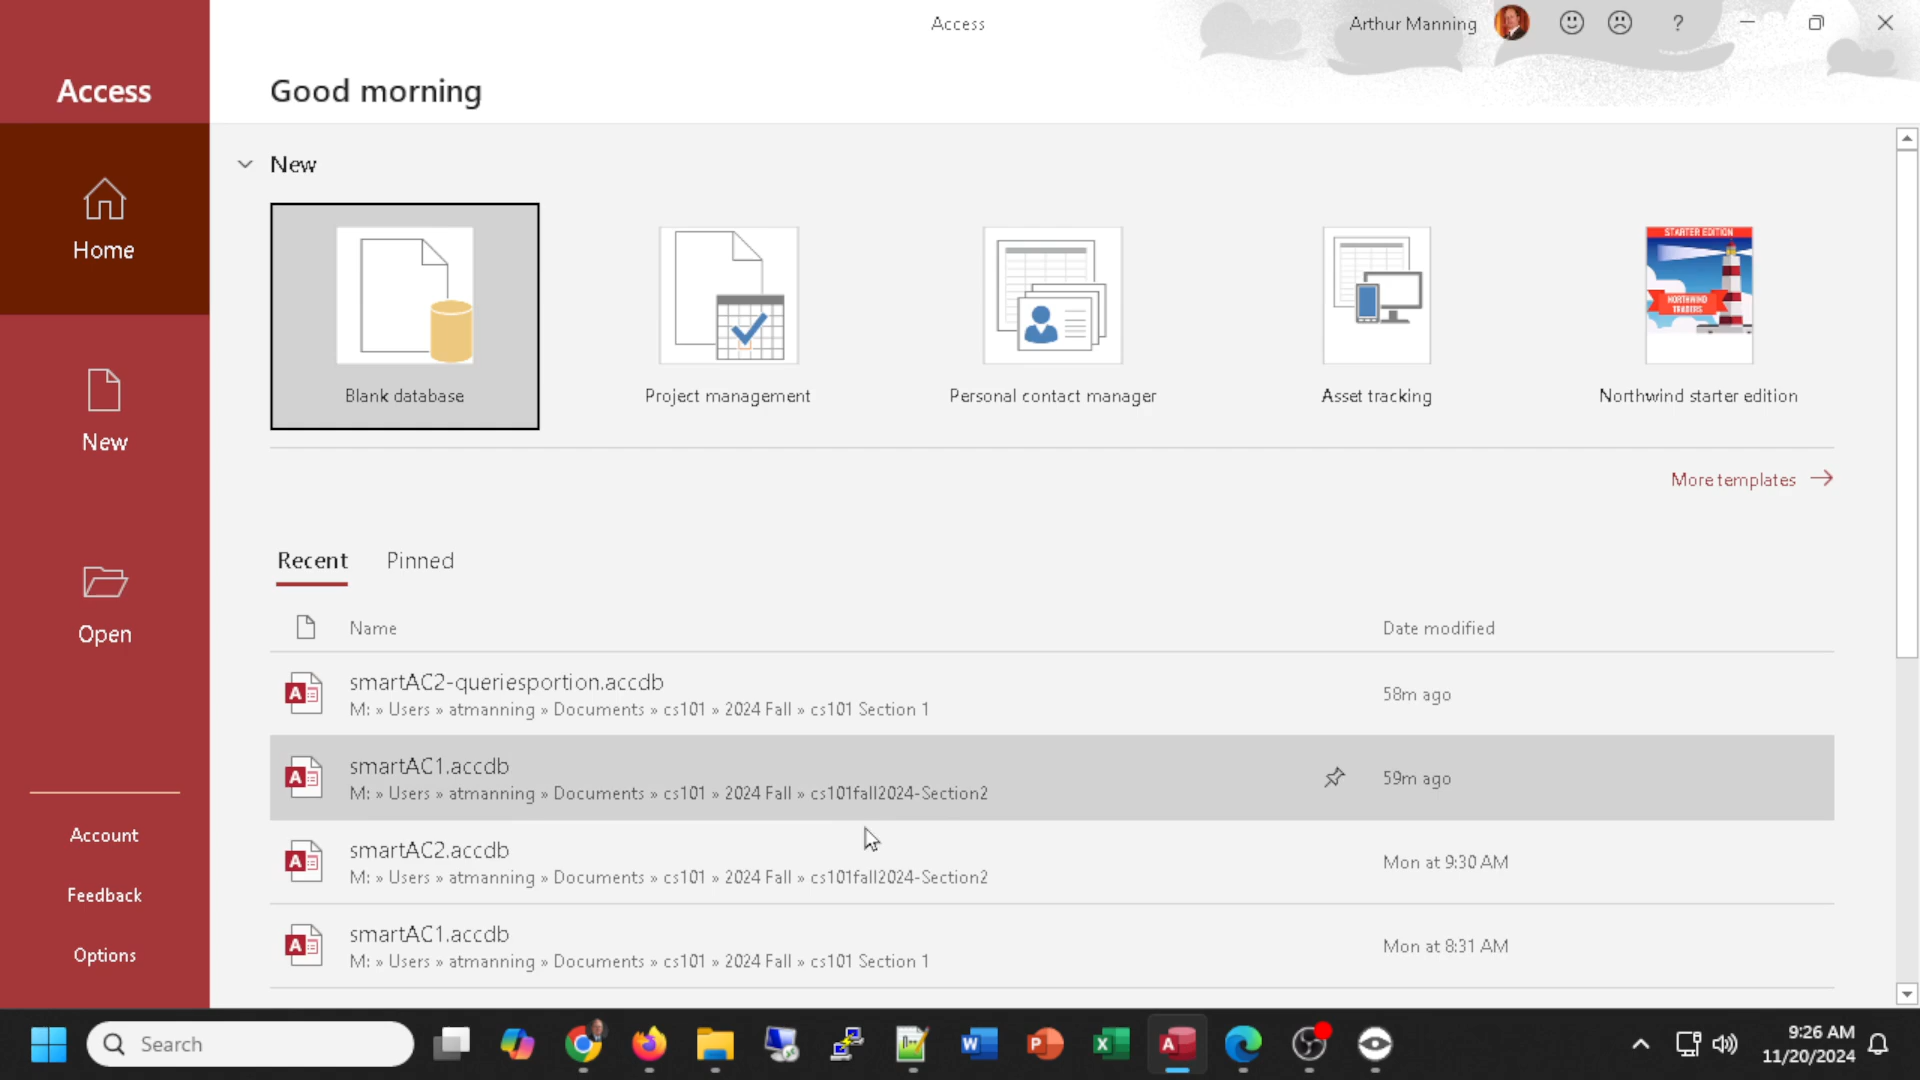 Access
Arthur Manning
?
Access
Good morning
Home
New
Open
Account
Feedback
Options
New
Blank database
Project management
Personal contact manager
Asset tracking
STARTER EDITION
NORTHWIND
TRADERS
Northwind starter edition
More templates
Recent
Pinned
Name
Date modified
smartAC2-queriesportion.accdb
M: » Users » atmanning » Documents » cs101 » 2024 Fall » cs101 Section 1
58m ago
smartAC1.accdb
M: » Users » atmanning » Documents » cs101 » 2024 Fall » cs101fall2024-Section2
59m ago
smartAC2.accdb
M: » Users » atmanning » Documents » cs101 » 2024 Fall » cs101fall2024-Section2
Mon at 9:30 AM
smartAC1.accdb
M: » Users » atmanning » Documents » cs101 » 2024 Fall » cs101 Section 1
Mon at 8:31 AM
Search
9:26 AM
11/20/2024